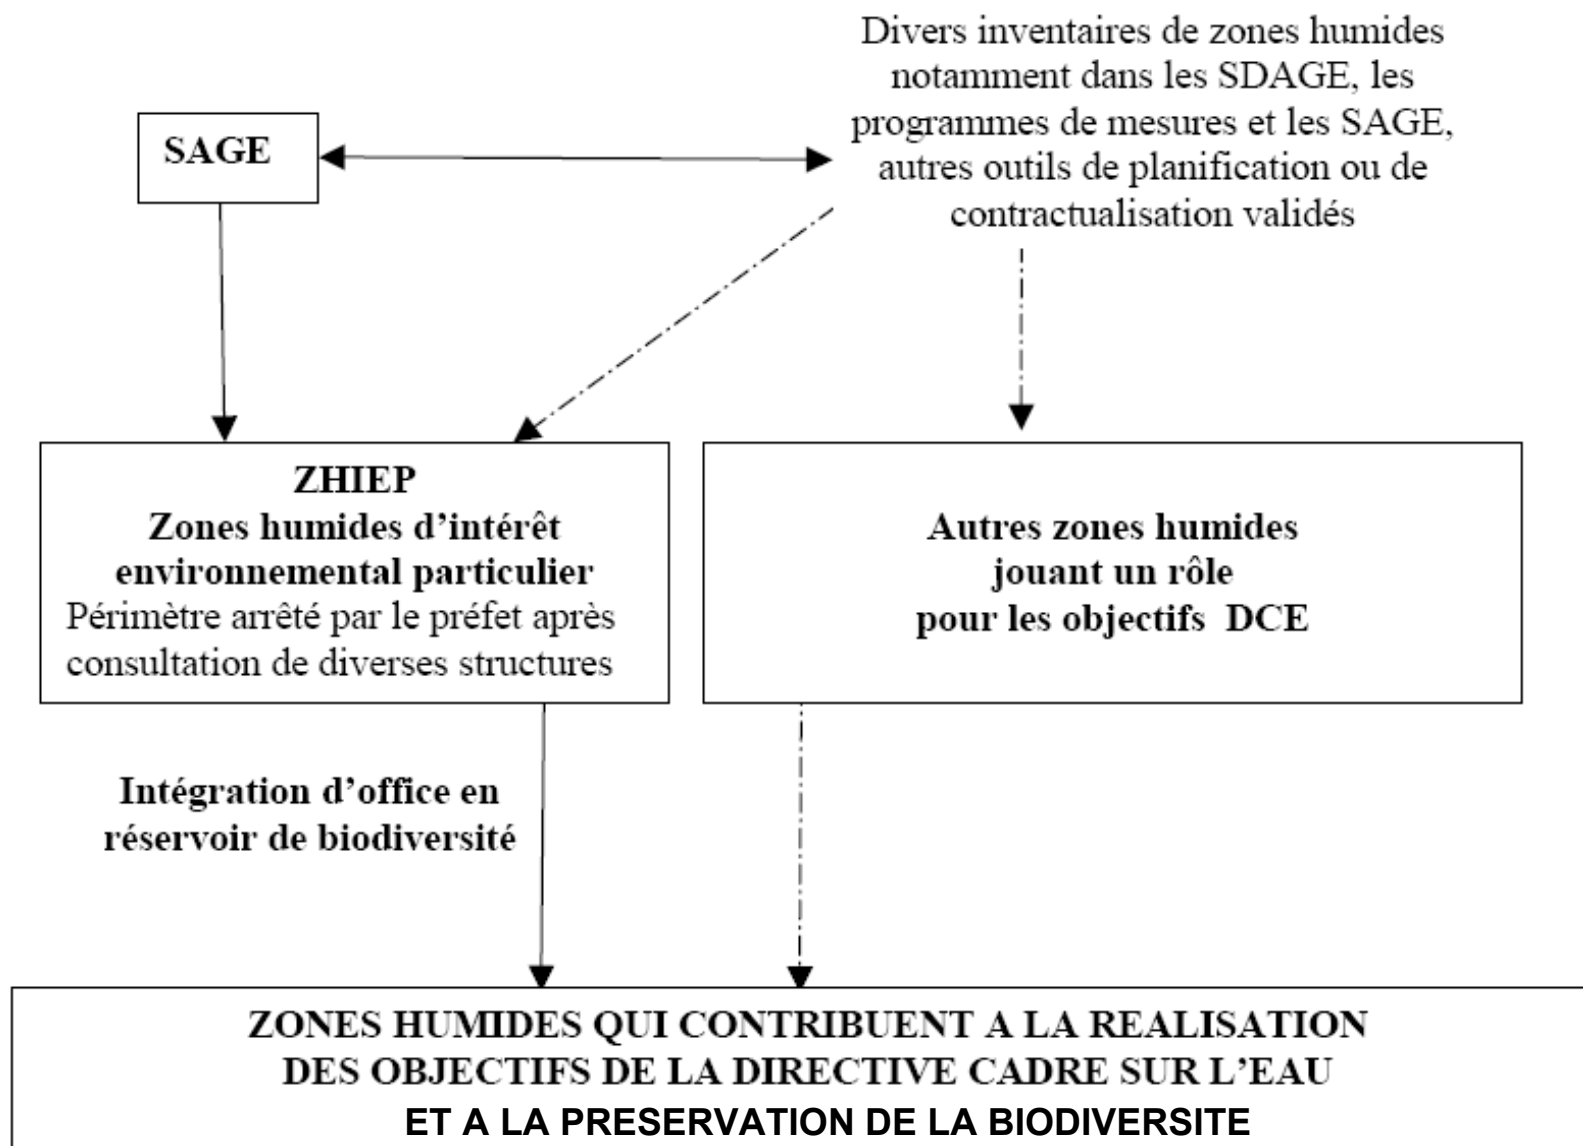 Divers inventaires de zones humides
notamment dans les SDAGE, les
programmes de mesures et les SAGE,
autres outils de planification ou de
contractualisation validés
SAGE
ZHIEP
Zones humides d’intérêt
environnemental particulier
Périmètre arrêté par le préfet après
consultation de diverses structures
Autres zones humides
jouant un rôle
pour les objectifs DCE
Intégration d’office en
réservoir de biodiversité
ZONES HUMIDES QUI CONTRIBUENT A LA REALISATION
DES OBJECTIFS DE LA DIRECTIVE CADRE SUR L’EAU
ET A LA PRESERVATION DE LA BIODIVERSITE